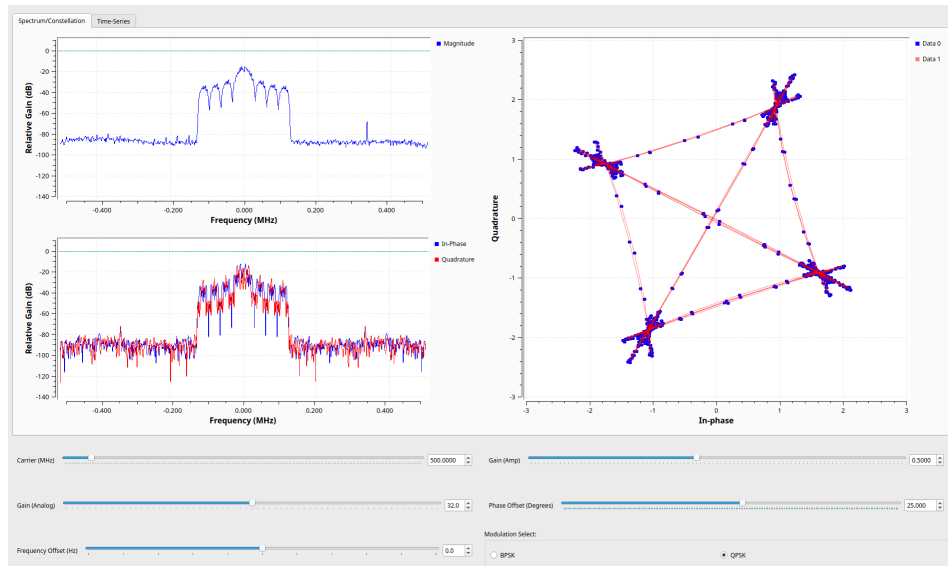 Spectrum/Constellation Time-Series
Magnitude
Relative Gain (dB)
0
-20
-40
-60
-80
-100
-120
-140
-0.400 -0.200 0.000 0.200 0.400
Frequency (MHz)
In-Phase
Quadrature
Relative Gain (dB)
0
-20
-40
-60
-80
-100
-120
-140
-0.400 -0.200 0.000 0.200 0.400
Frequency (MHz)
Data 0
Data 1
Quadrature
3
2
1
0
-1
-2
-3
-3 -2 -1 0 1 2 3
In-phase
Carrier (MHz) 500.0000
Gain (Amp) 0.5000
Gain (Analog) 32.0
Phase Offset (Degrees) 25.000
Frequency Offset (Hz) 0.0
Modulation Select:
BPSK QPSK